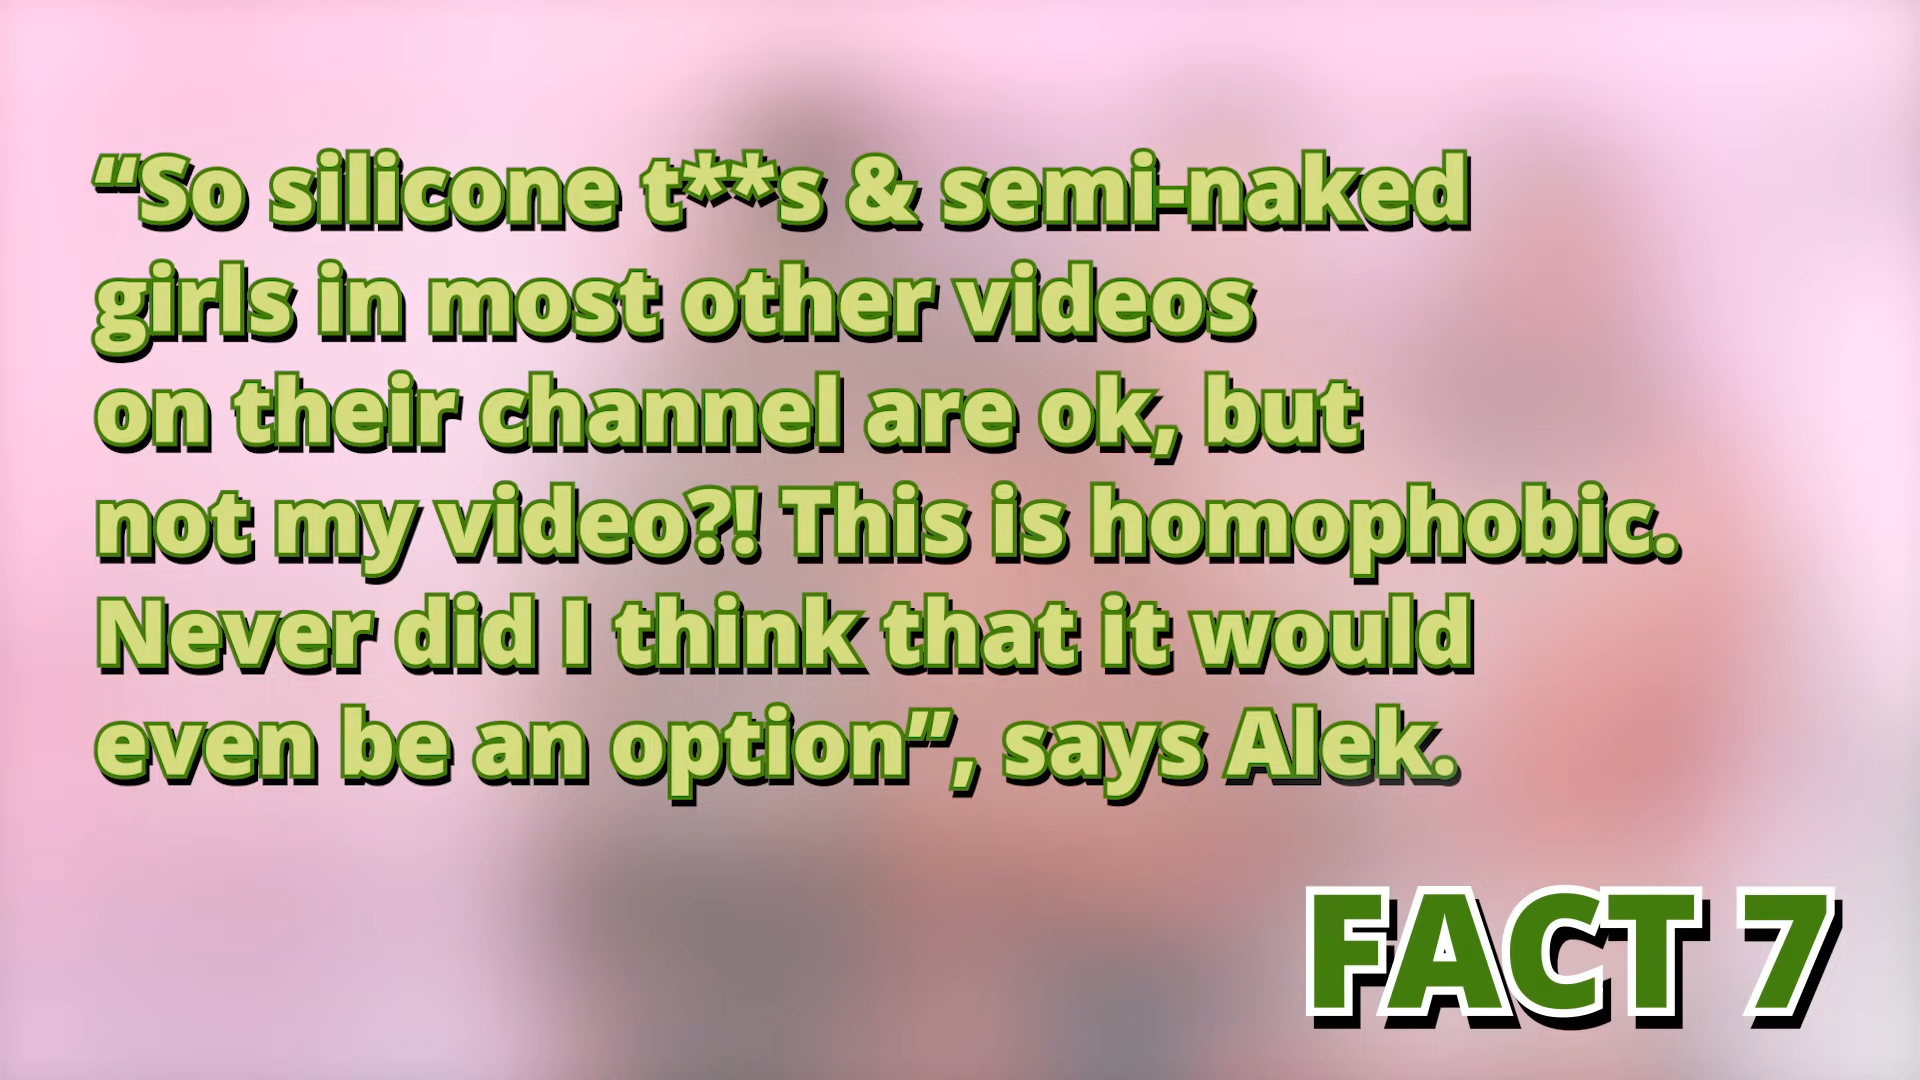 “So silicone t**s & semi-naked
girls in most other videos
on their channel are ok, but
not my video?! This is homophobic.
Never did I think that it would
even be an option”, says Alek.
FACT 7